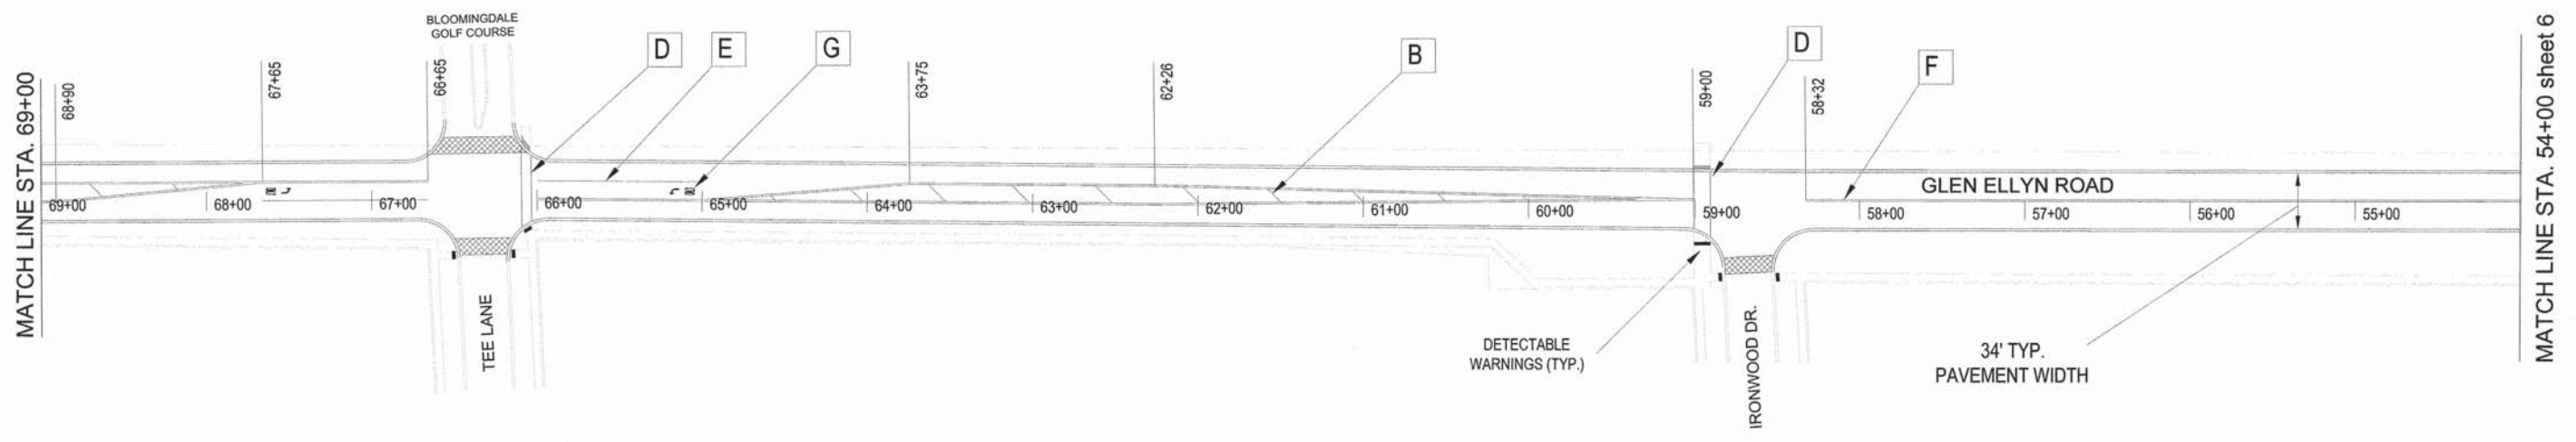 BLOOMINGDALE
GOLF COURSE
MATCH LINE STA. 69+00
68+90
67+65
66+65
D
E
G
63+75
62+26
B
59+00
D
58+32
F
MATCH LINE STA. 54+00 sheet 6
GLEN ELLYN ROAD
69+00
68+00
67+00
66+00
65+00
64+00
63+00
62+00
61+00
60+00
59+00
58+00
57+00
56+00
55+00
TEE LANE
DETECTABLE
WARNINGS (TYP.)
IRONWOOD DR.
34' TYP.
PAVEMENT WIDTH